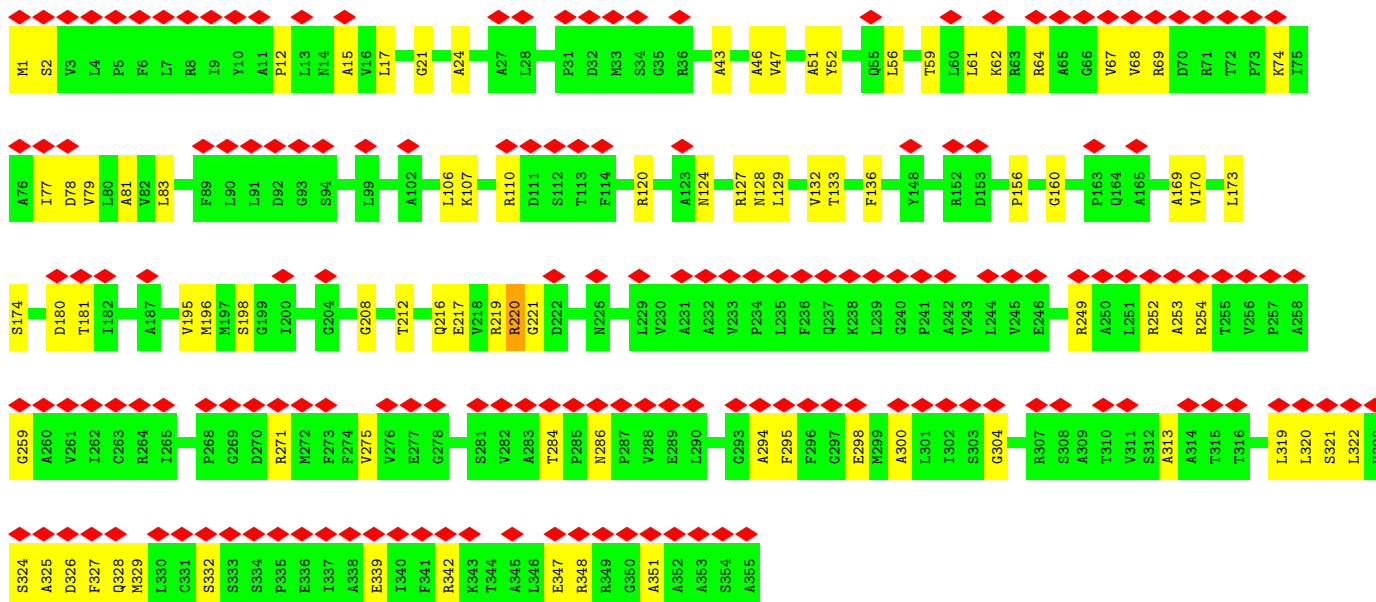 M1 S2 V3 L4 P5 F6 L7 R8 I9 Y10 A11 P12 L13 N14 A15 V16 L17 G21 A24 A27 L28 P31 D32 M33 S34 G35 R36 A43 A46 V47 A51 Y52 Q55 L56 T59 L60 L61 K62 R63 R64 A65 G66 V67 V68 R69 D70 R71 T72 P73 K74 I75
A76 I77 D78 V79 L80 A81 V82 L83 F89 L90 L91 D92 G93 S94 L99 A102 L106 K107 R110 D111 S112 T113 F114 R120 A123 N124 R127 N128 L129 V132 T133 F136 Y148 R152 D153 P156 G160 P163 Q164 A165 A169 V170 L173
S174 D180 T181 I182 A187 V195 M196 M197 S198 G199 I200 G204 G208 T212 Q216 E217 V218 R219 R220 G221 D222 N226 L229 V230 A231 A232 V233 P234 L235 F236 Q237 K238 L239 G240 P241 A242 V243 L244 V245 E246 R249 A250 L251 R252 A253 R254 T255 V256 P257 A258
G259 A260 V261 I262 C263 R264 I265 P268 G269 D270 R271 M272 F273 F274 V275 V276 E277 G278 S281 V282 A283 T284 P285 N286 P287 V288 E289 L290 G293 A294 F295 F296 G297 E298 M299 A300 L301 I302 S303 G304 R307 S308 A309 T310 V311 S312 A313 A314 T315 T316 L319 L320 S321 L322
S324 A325 D326 F327 Q328 M329 L330 C331 S332 S333 S334 P335 E336 I337 A338 E339 I340 F341 R342 K343 T344 A345 L346 E347 R348 R349 G350 A351 A352 A353 S354 A355